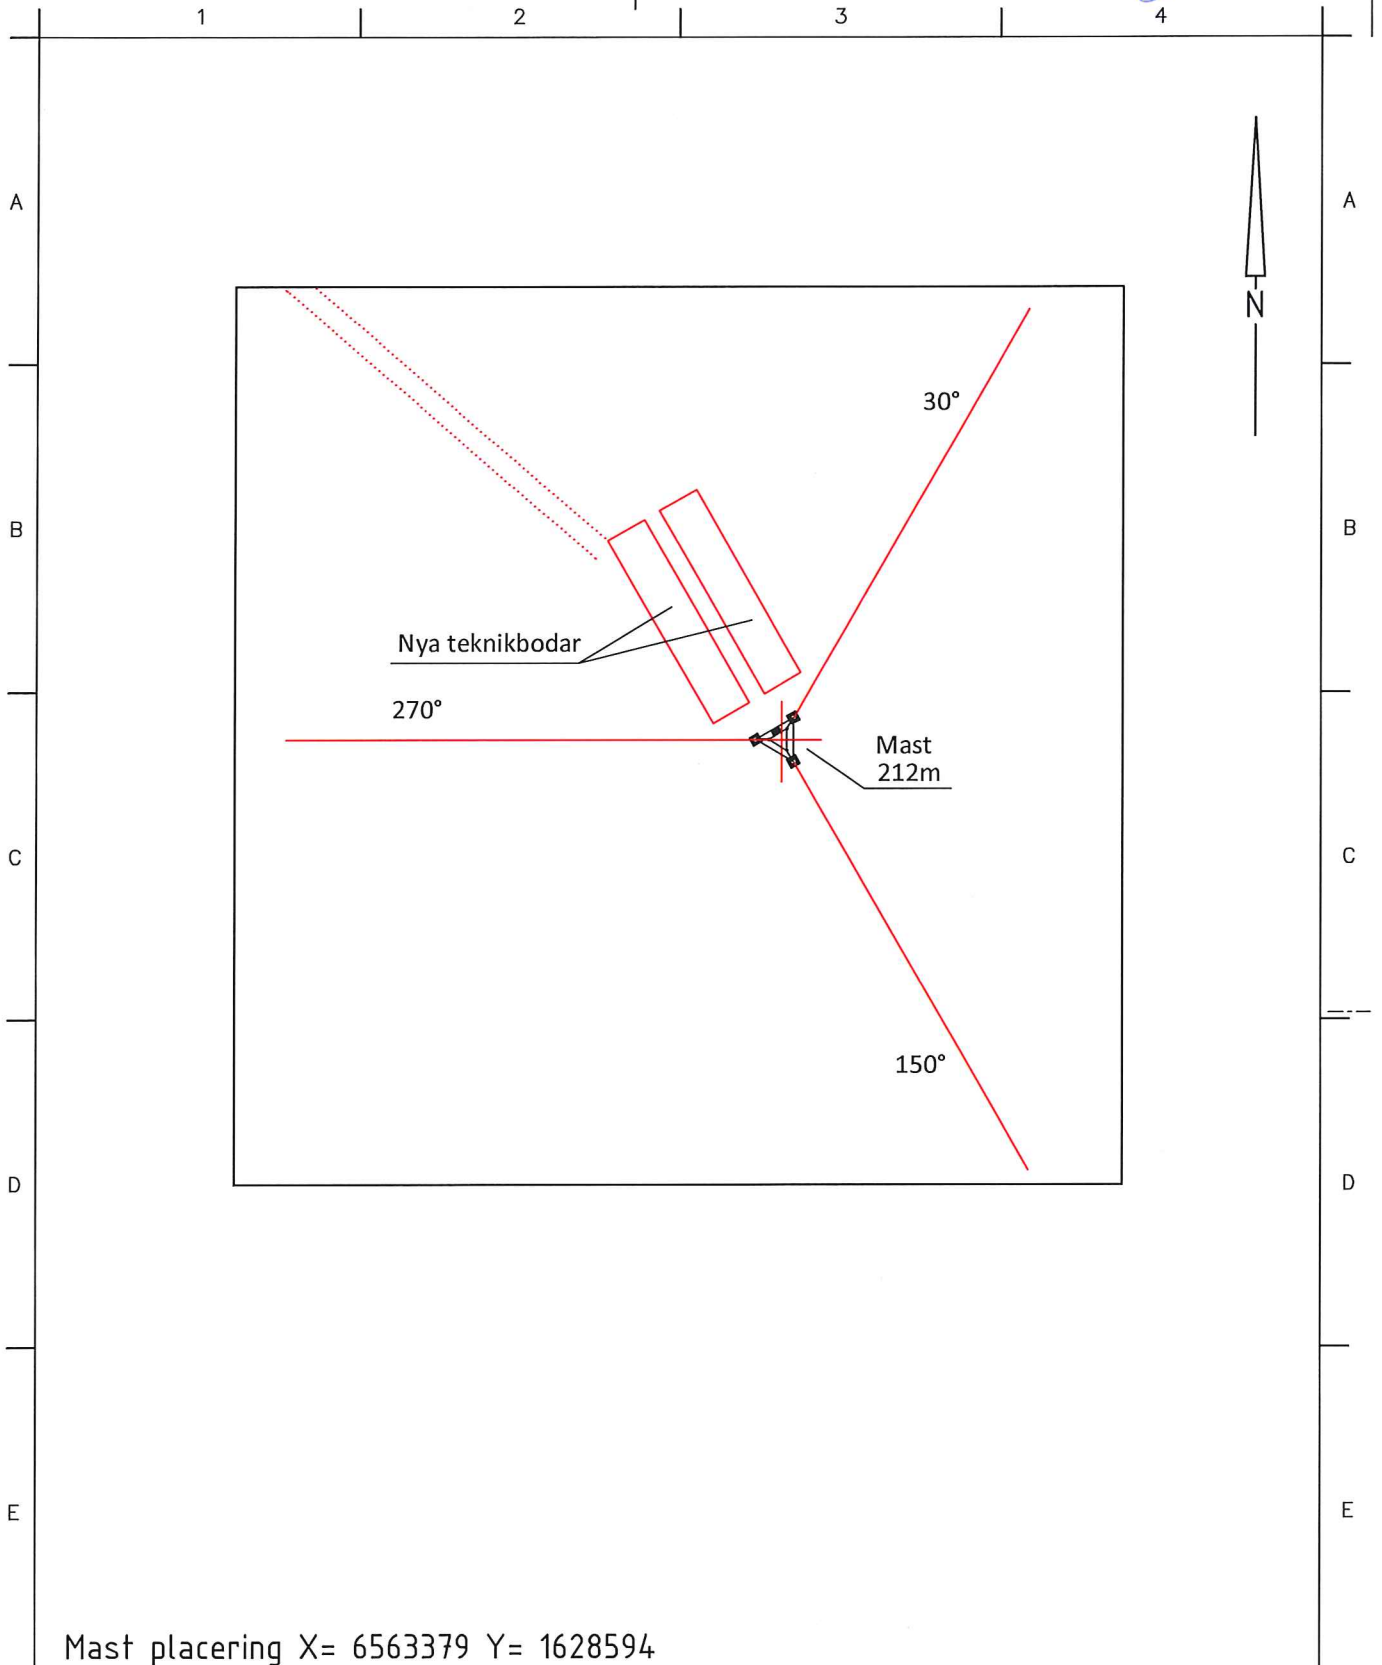 1 2 3 4
A A
N
30°
B B
Nya teknikbodar
270°
Mast
212m
C C
150°
D D
E E
Mast placering X= 6563379 Y= 1628594